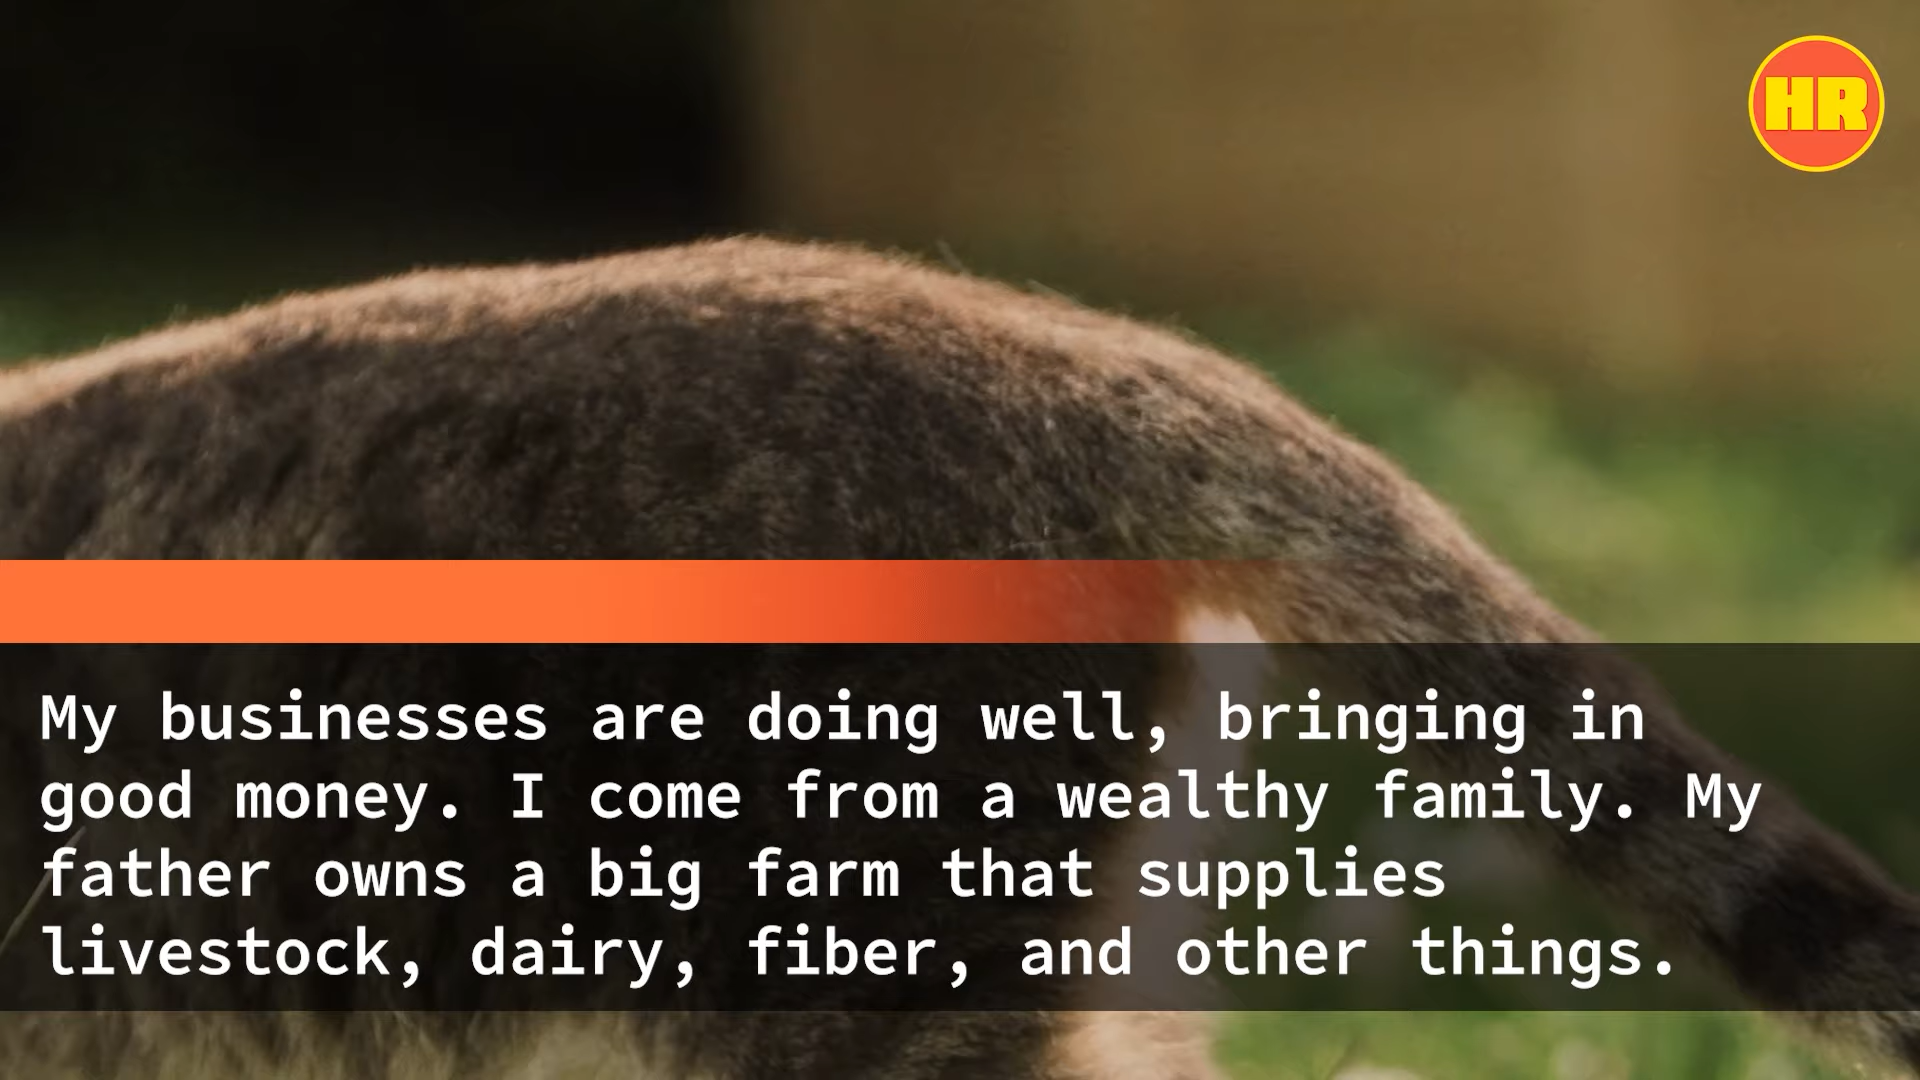 HR
My businesses are doing well, bringing in
good money. I come from a wealthy family. My
father owns a big farm that supplies
livestock, dairy, fiber, and other things.